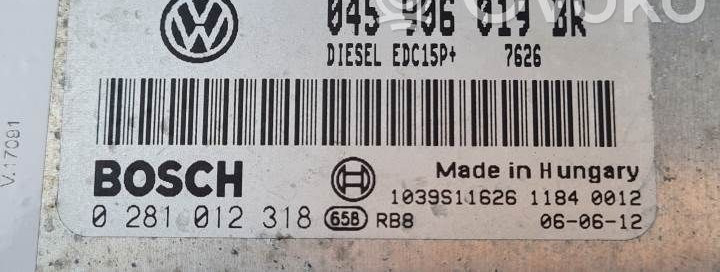 045 906 019 BR
DIESEL EDC15P+ 7626
BOSCH
Made in Hungary
1039S11626 1184 0012
0 281 012 318 658 RB8 06-06-12
V.17091